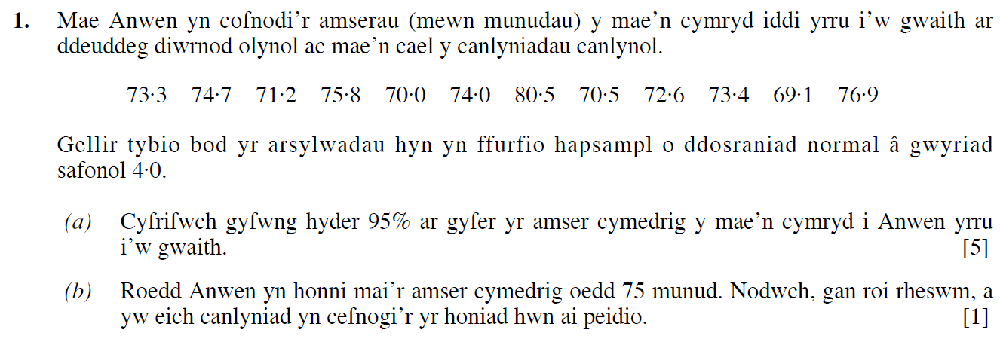 1. Mae Anwen yn cofnodi’r amserau (mewn munudau) y mae’n cymryd iddi yrru i’w gwaith ar
ddeuddeg diwrnod olynol ac mae’n cael y canlyniadau canlynol.
73·3 74·7 71·2 75·8 70·0 74·0 80·5 70·5 72·6 73·4 69·1 76·9
Gellir tybio bod yr arsylwadau hyn yn ffurfio hapsampl o ddosraniad normal â gwyriad
safonol 4·0.
(a) Cyfrifwch gyfwng hyder 95% ar gyfer yr amser cymedrig y mae’n cymryd i Anwen yrru
i’w gwaith. [5]
(b) Roedd Anwen yn honni mai’r amser cymedrig oedd 75 munud. Nodwch, gan roi rheswm, a
yw eich canlyniad yn cefnogi’r yr honiad hwn ai peidio. [1]